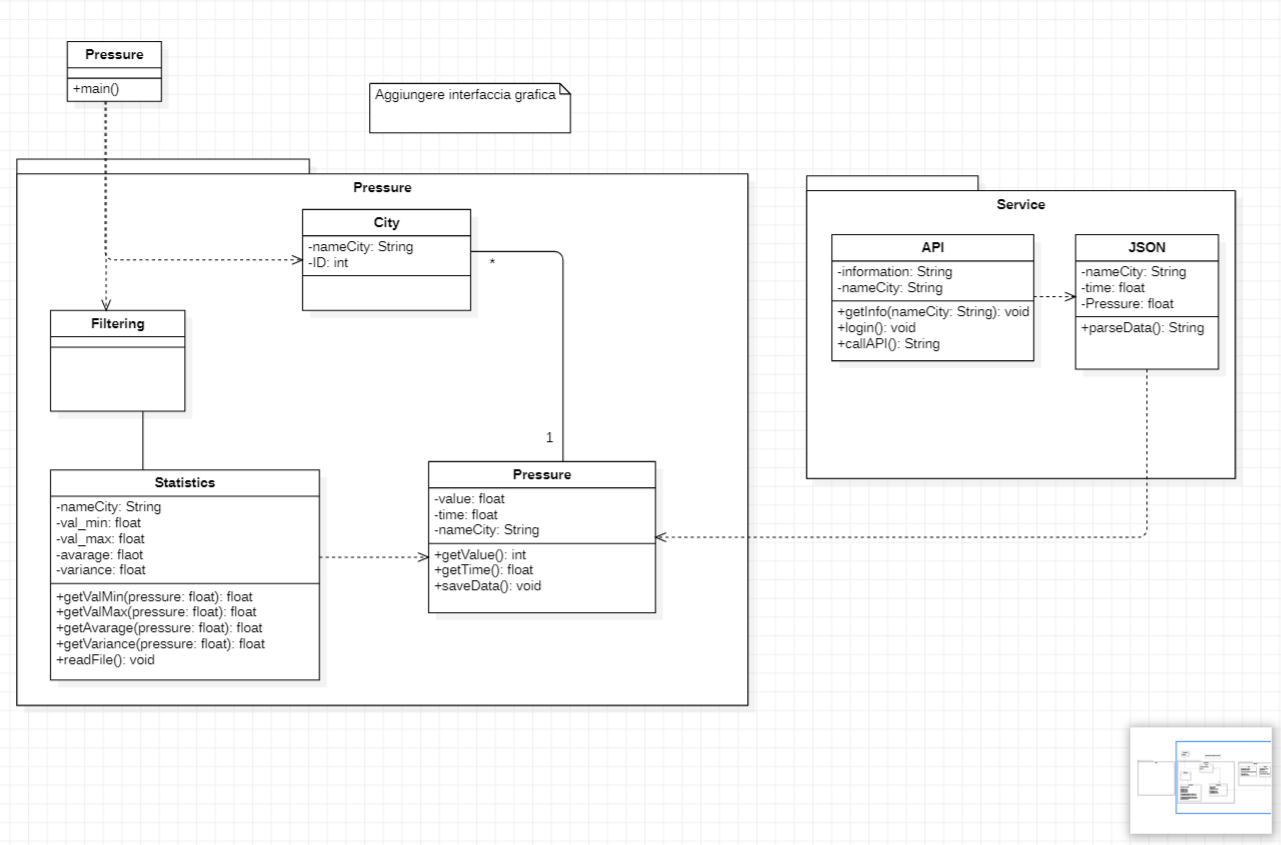 Pressure
+main()
Aggiungere interfaccia grafica
Pressure
City
-nameCity: String
-ID: int
*
1
Filtering
Statistics
-nameCity: String
-val_min: float
-val_max: float
-avarage: flaot
-variance: float
+getValMin(pressure: float): float
+getValMax(pressure: float): float
+getAvarage(pressure: float): float
+getVariance(pressure: float): float
+readFile(): void
Pressure
-value: float
-time: float
-nameCity: String
+getValue(): int
+getTime(): float
+saveData(): void
Service
API
-information: String
-nameCity: String
+getInfo(nameCity: String): void
+login(): void
+callAPI(): String
JSON
-nameCity: String
-time: float
-Pressure: float
+parseData(): String